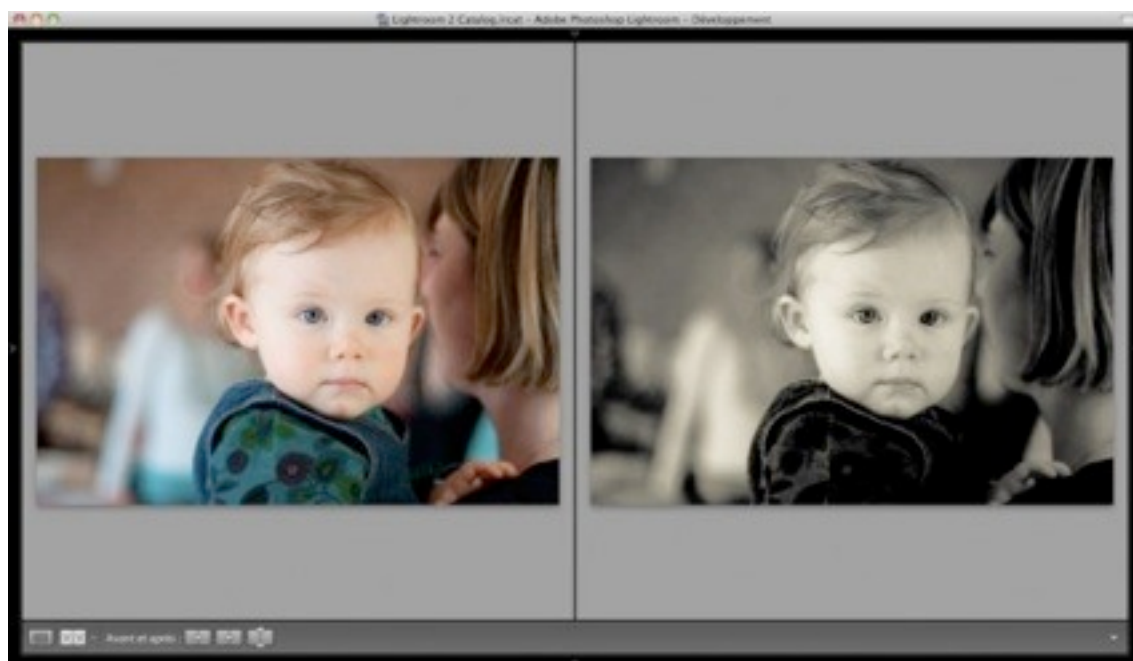 Lightroom 2 Catalog.lrcat - Adobe Photoshop Lightroom - Développement
Avant et après :